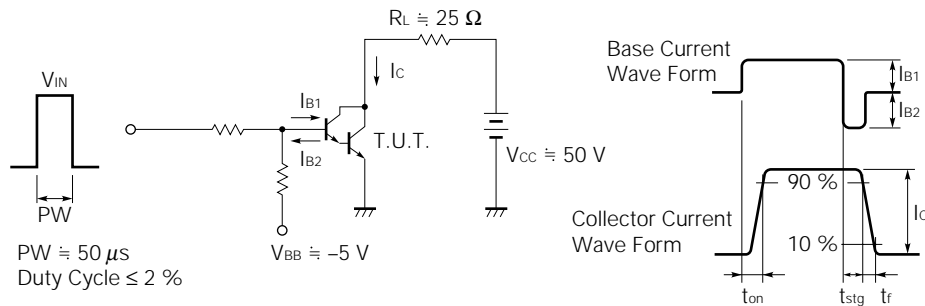 RL ≒ 25 Ω
VIN
IC
IB1
IB2
T.U.T.
VCC ≒ 50 V
PW
VBB ≒ –5 V
PW ≒ 50 μs
Duty Cycle ≤ 2 %
Base Current
Wave Form
IB1
IB2
Collector Current
Wave Form
90 %
10 %
IC
ton
tstg
tf